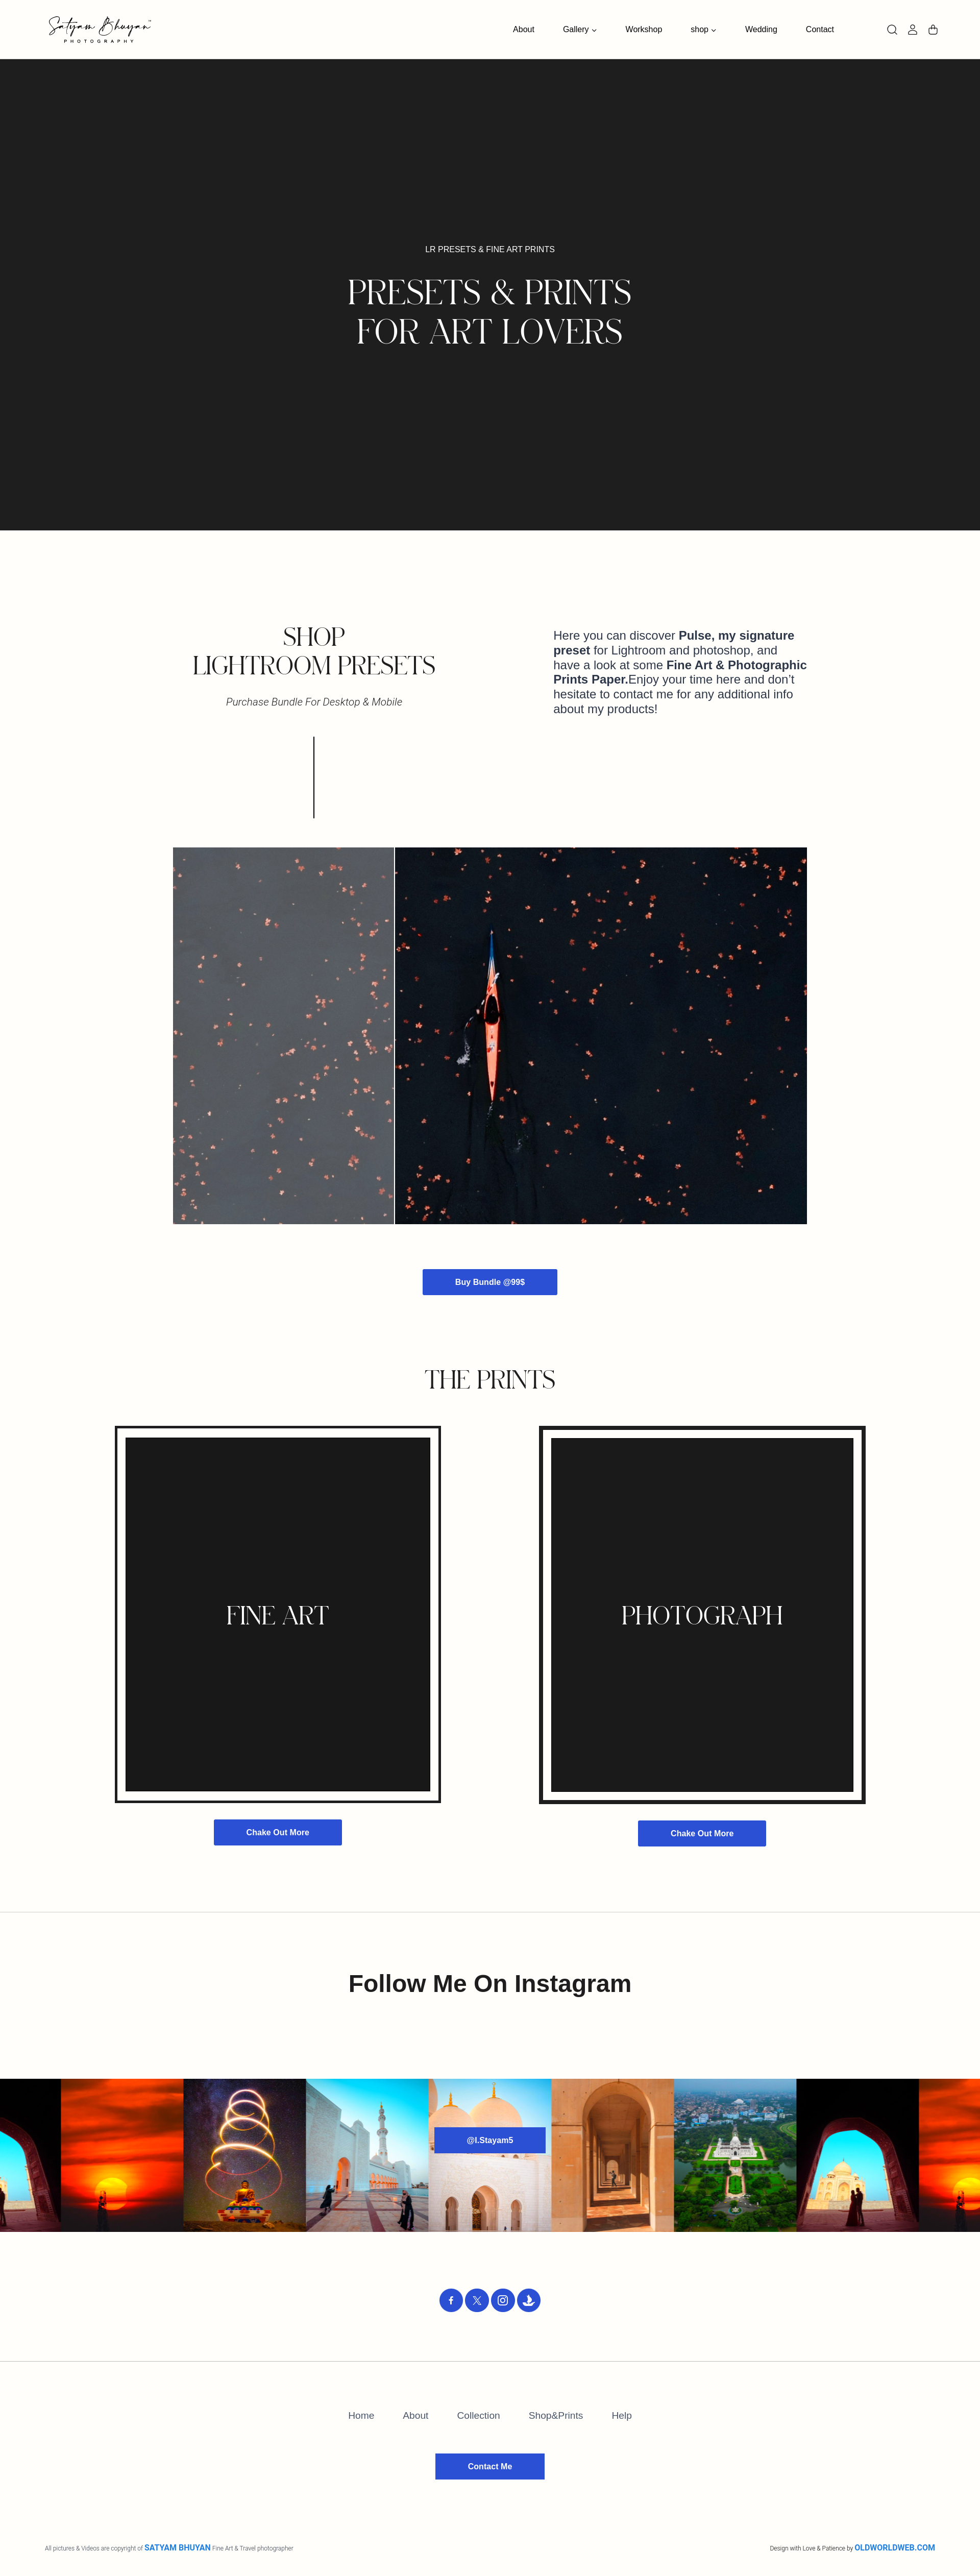 Satyam Bhuyan™
PHOTOGRAPHY
About Gallery Workshop shop Wedding Contact
LR PRESETS & FINE ART PRINTS
PRESETS & PRINTS
FOR ART LOVERS
SHOP
LIGHTROOM PRESETS
Purchase Bundle For Desktop & Mobile
Here you can discover Pulse, my signature
preset for Lightroom and photoshop, and
have a look at some Fine Art & Photographic
Prints Paper.Enjoy your time here and don’t
hesitate to contact me for any additional info
about my products!
Buy Bundle @99$
THE PRINTS
FINE ART
Chake Out More
PHOTOGRAPH
Chake Out More
Follow Me On Instagram
@I.Stayam5
Home About Collection Shop&Prints Help
Contact Me
All pictures & Videos are copyright of SATYAM BHUYAN Fine Art & Travel photographer
Design with Love & Patience by OLDWORLDWEB.COM